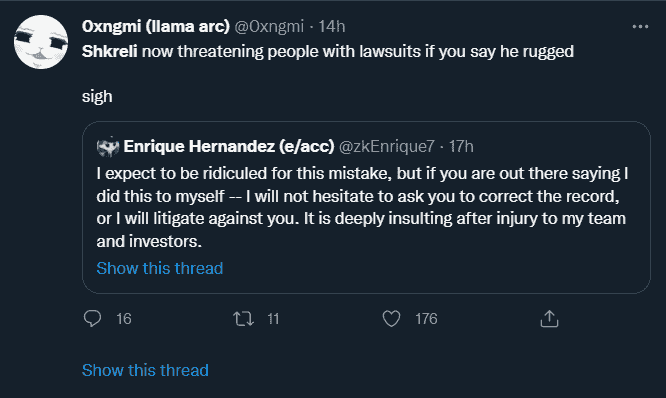 0xngmi (llama arc) @0xngmi · 14h
Shkreli now threatening people with lawsuits if you say he rugged
sigh
Enrique Hernandez (e/acc) @zkEnrique7 · 17h
I expect to be ridiculed for this mistake, but if you are out there saying I
did this to myself -- I will not hesitate to ask you to correct the record,
or I will litigate against you. It is deeply insulting after injury to my team
and investors.
Show this thread
16
11
176
Show this thread